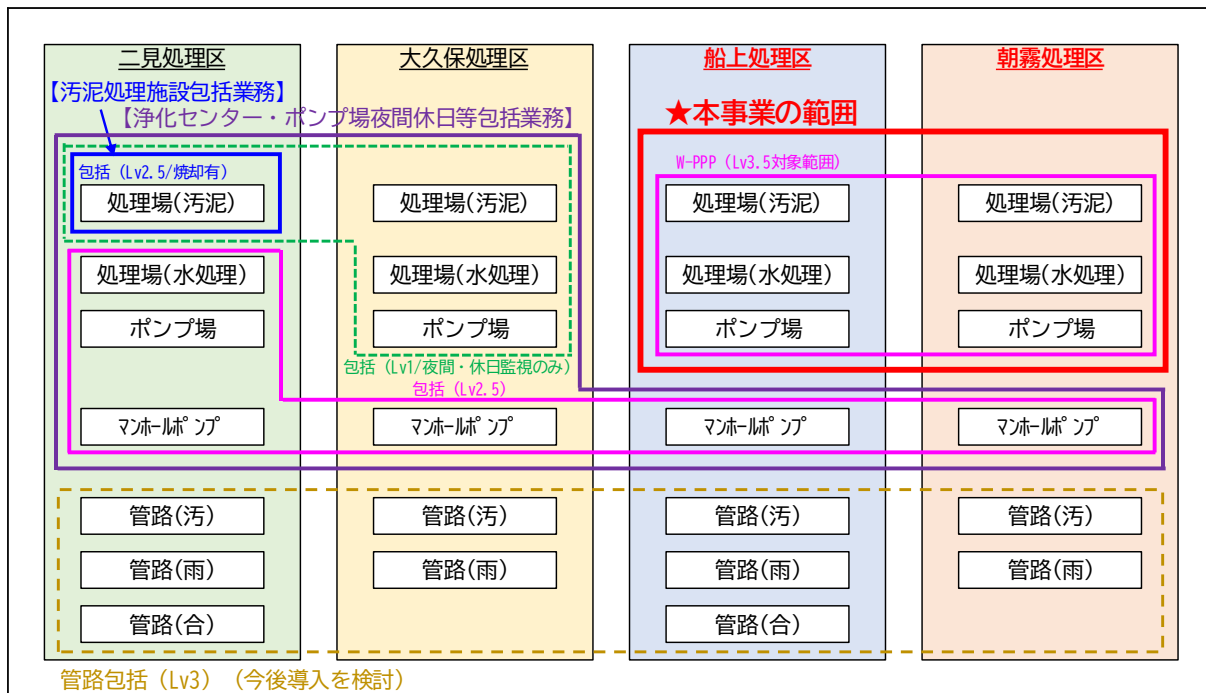 二見処理区
大久保処理区
船上処理区
朝霧処理区
【汚泥処理施設包括業務】
【浄化センター・ポンプ場夜間休日等包括業務】
★本事業の範囲
包括（Lv2.5/焼却有）
W-PPP（Lv3.5対象範囲）
処理場(汚泥)
処理場(汚泥)
処理場(汚泥)
処理場(汚泥)
処理場(水処理)
処理場(水処理)
処理場(水処理)
処理場(水処理)
ポンプ場
ポンプ場
ポンプ場
ポンプ場
包括（Lv1/夜間・休日監視のみ）
包括（Lv2.5）
ﾏﾝﾎｰﾙﾎﾟﾝﾌﾟ
ﾏﾝﾎｰﾙﾎﾟﾝﾌﾟ
ﾏﾝﾎｰﾙﾎﾟﾝﾌﾟ
ﾏﾝﾎｰﾙﾎﾟﾝﾌﾟ
管路(汚)
管路(汚)
管路(汚)
管路(汚)
管路(雨)
管路(雨)
管路(雨)
管路(雨)
管路(合)
管路(合)
管路包括（Lv3）（今後導入を検討）